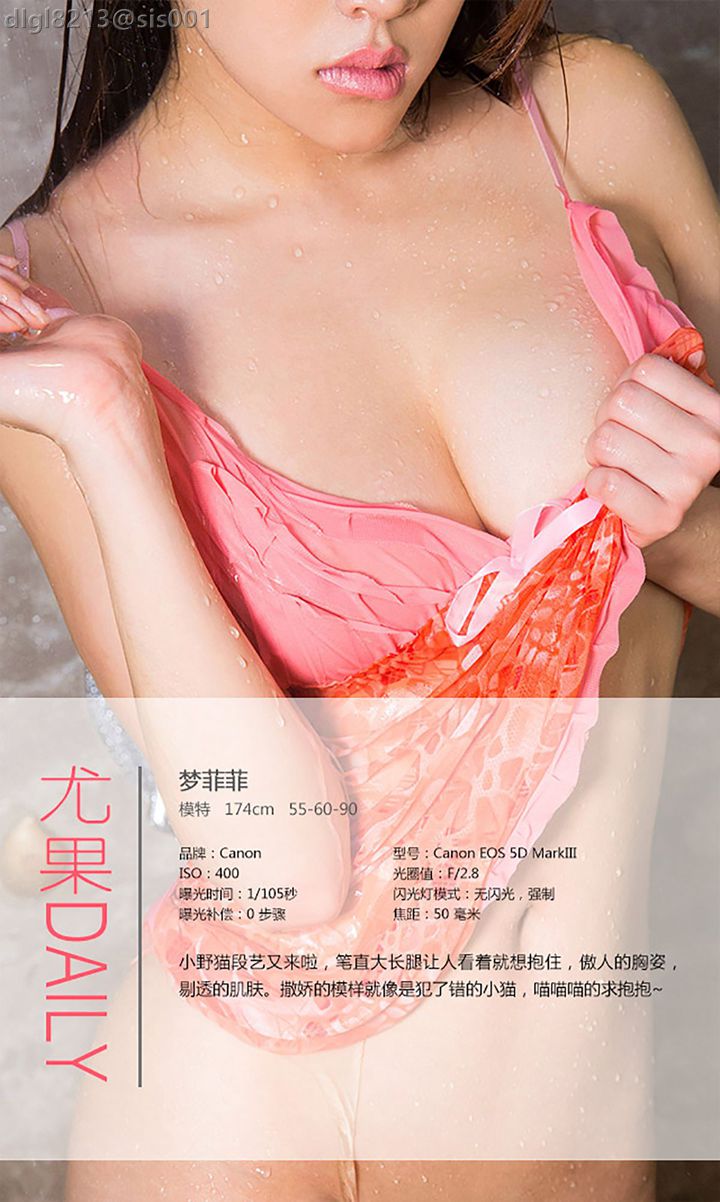 dlgl8213@sis001
尤果DAILY
梦菲菲
模特 174cm 55-60-90
品牌：Canon 型号：Canon EOS 5D MarkIII
ISO：400 光圈值：F/2.8
曝光时间：1/105秒 闪光灯模式：无闪光，强制
曝光补偿：0 步骤 焦距：50 毫米
小野猫段艺又来啦，笔直大长腿让人看着就想抱住，傲人的胸姿，
剔透的肌肤。撒娇的模样就像是犯了错的小猫，喵喵喵的求抱抱~